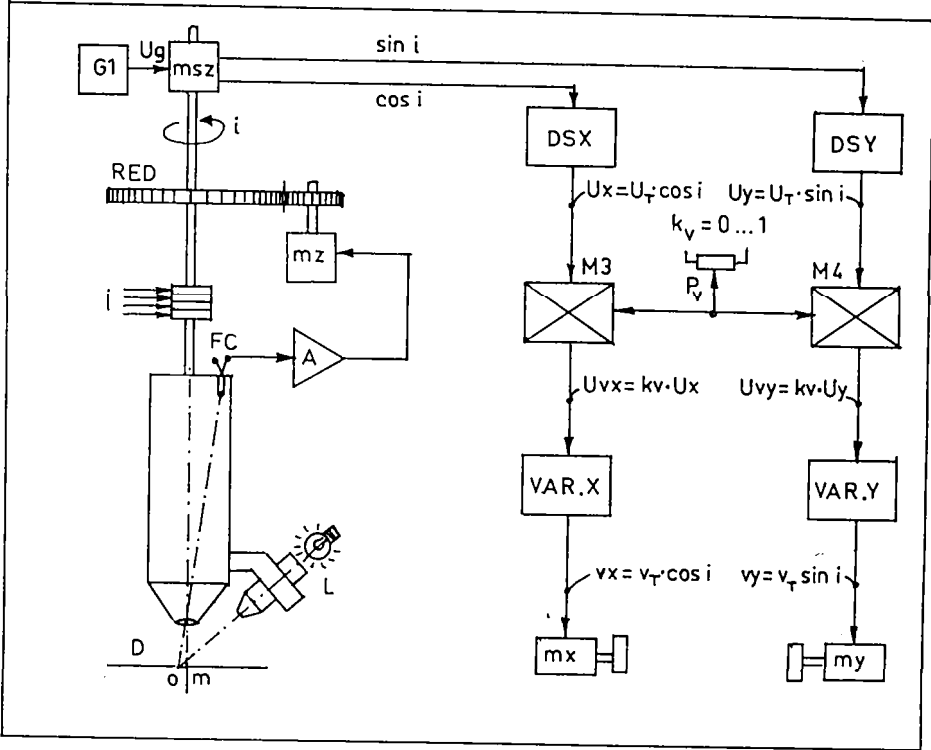 G1
Ug
msz
sin i
cos i
i
DSX
DSY
RED
Ux=U_T·cos i
Uy=U_T·sin i
k_v = 0 ... 1
mz
M3
P_v
M4
i
FC
A
Uvx=kv·Ux
Uvy=kv·Uy
VAR.X
VAR.Y
L
vx=v_T·cos i
vy=v_T sin i
D
o
m
mx
my